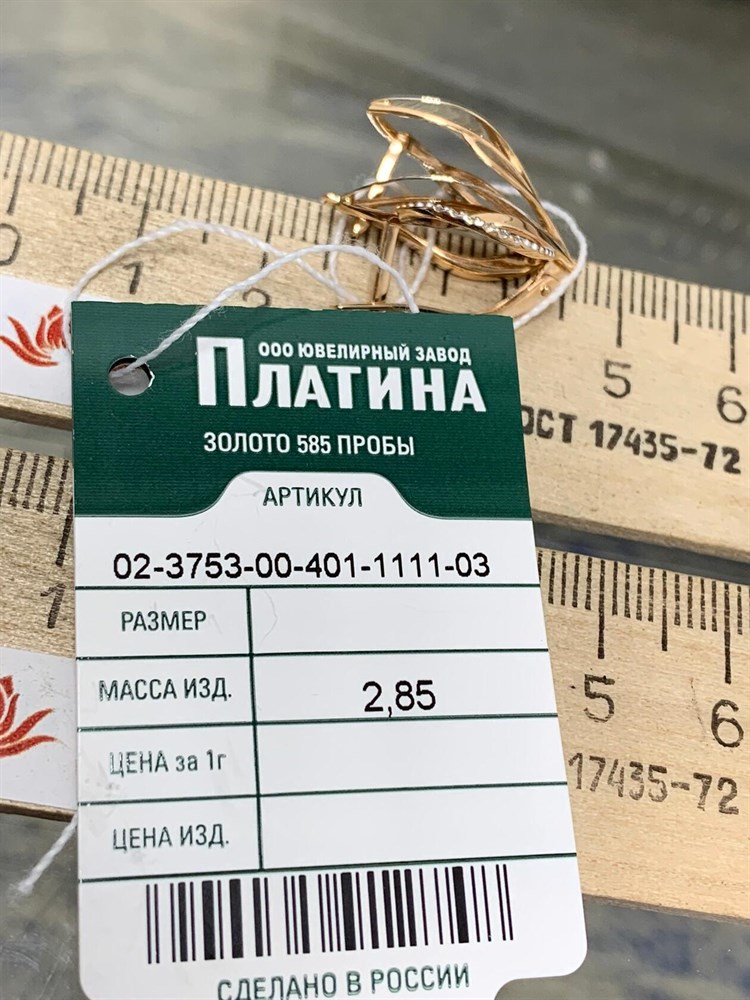 0 1 2 5 6
ГОСТ 17435-72
ООО ЮВЕЛИРНЫЙ ЗАВОД
ПЛАТИНА
ЗОЛОТО 585 ПРОБЫ
АРТИКУЛ
02-3753-00-401-1111-03
РАЗМЕР
МАССА ИЗД. 2,85
ЦЕНА за 1г
ЦЕНА ИЗД.
СДЕЛАНО В РОССИИ
1 5 6
17435-72